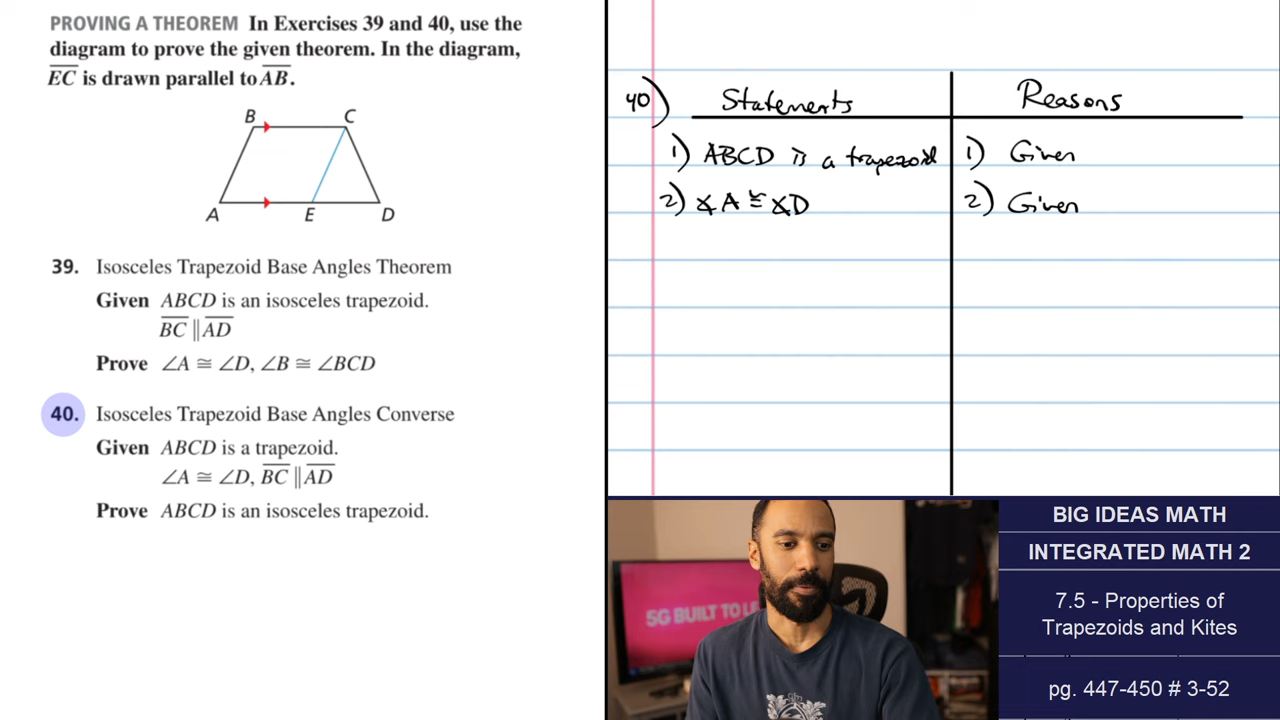 PROVING A THEOREM In Exercises 39 and 40, use the
diagram to prove the given theorem. In the diagram,
EC is drawn parallel to AB.
B C
A E D
39. Isosceles Trapezoid Base Angles Theorem
Given ABCD is an isosceles trapezoid.
BC || AD
Prove ∠A ≅ ∠D, ∠B ≅ ∠BCD
40. Isosceles Trapezoid Base Angles Converse
Given ABCD is a trapezoid.
∠A ≅ ∠D, BC || AD
Prove ABCD is an isosceles trapezoid.
40) Statements Reasons
1) ABCD is a trapezoid 1) Given
2) ∡A ≅ ∡D 2) Given
5G BUILT TO
BIG IDEAS MATH
INTEGRATED MATH 2
7.5 - Properties of
Trapezoids and Kites
pg. 447-450 # 3-52